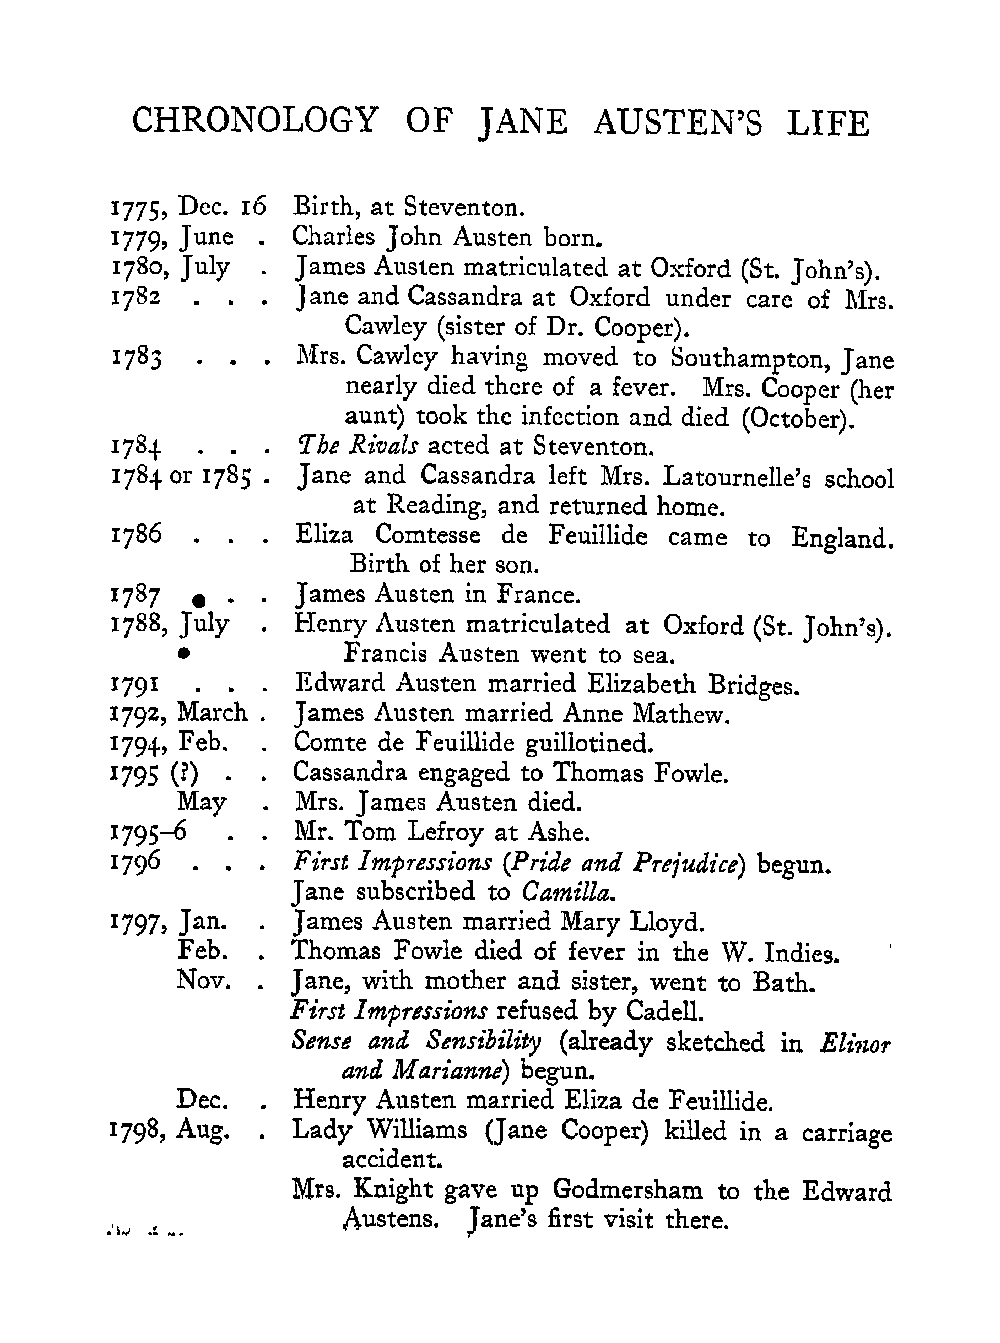 CHRONOLOGY OF JANE AUSTEN'S LIFE
1775, Dec. 16 Birth, at Steventon.
1779, June . Charles John Austen born.
1780, July . James Austen matriculated at Oxford (St. John's).
1782 . . . Jane and Cassandra at Oxford under care of Mrs.
Cawley (sister of Dr. Cooper).
1783 . . . Mrs. Cawley having moved to Southampton, Jane
nearly died there of a fever. Mrs. Cooper (her
aunt) took the infection and died (October).
1784 . . . The Rivals acted at Steventon.
1784 or 1785 . Jane and Cassandra left Mrs. Latournelle's school
at Reading, and returned home.
1786 . . . Eliza Comtesse de Feuillide came to England.
Birth of her son.
1787 . . . James Austen in France.
1788, July . Henry Austen matriculated at Oxford (St. John's).
Francis Austen went to sea.
1791 . . . Edward Austen married Elizabeth Bridges.
1792, March . James Austen married Anne Mathew.
1794, Feb. . Comte de Feuillide guillotined.
1795 (?) . . Cassandra engaged to Thomas Fowle.
May . Mrs. James Austen died.
1795–6 . . Mr. Tom Lefroy at Ashe.
1796 . . . First Impressions (Pride and Prejudice) begun.
Jane subscribed to Camilla.
1797, Jan. . James Austen married Mary Lloyd.
Feb. . Thomas Fowle died of fever in the W. Indies.
Nov. . Jane, with mother and sister, went to Bath.
First Impressions refused by Cadell.
Sense and Sensibility (already sketched in Elinor
and Marianne) begun.
Dec. . Henry Austen married Eliza de Feuillide.
1798, Aug. . Lady Williams (Jane Cooper) killed in a carriage
accident.
Mrs. Knight gave up Godmersham to the Edward
Austens. Jane's first visit there.